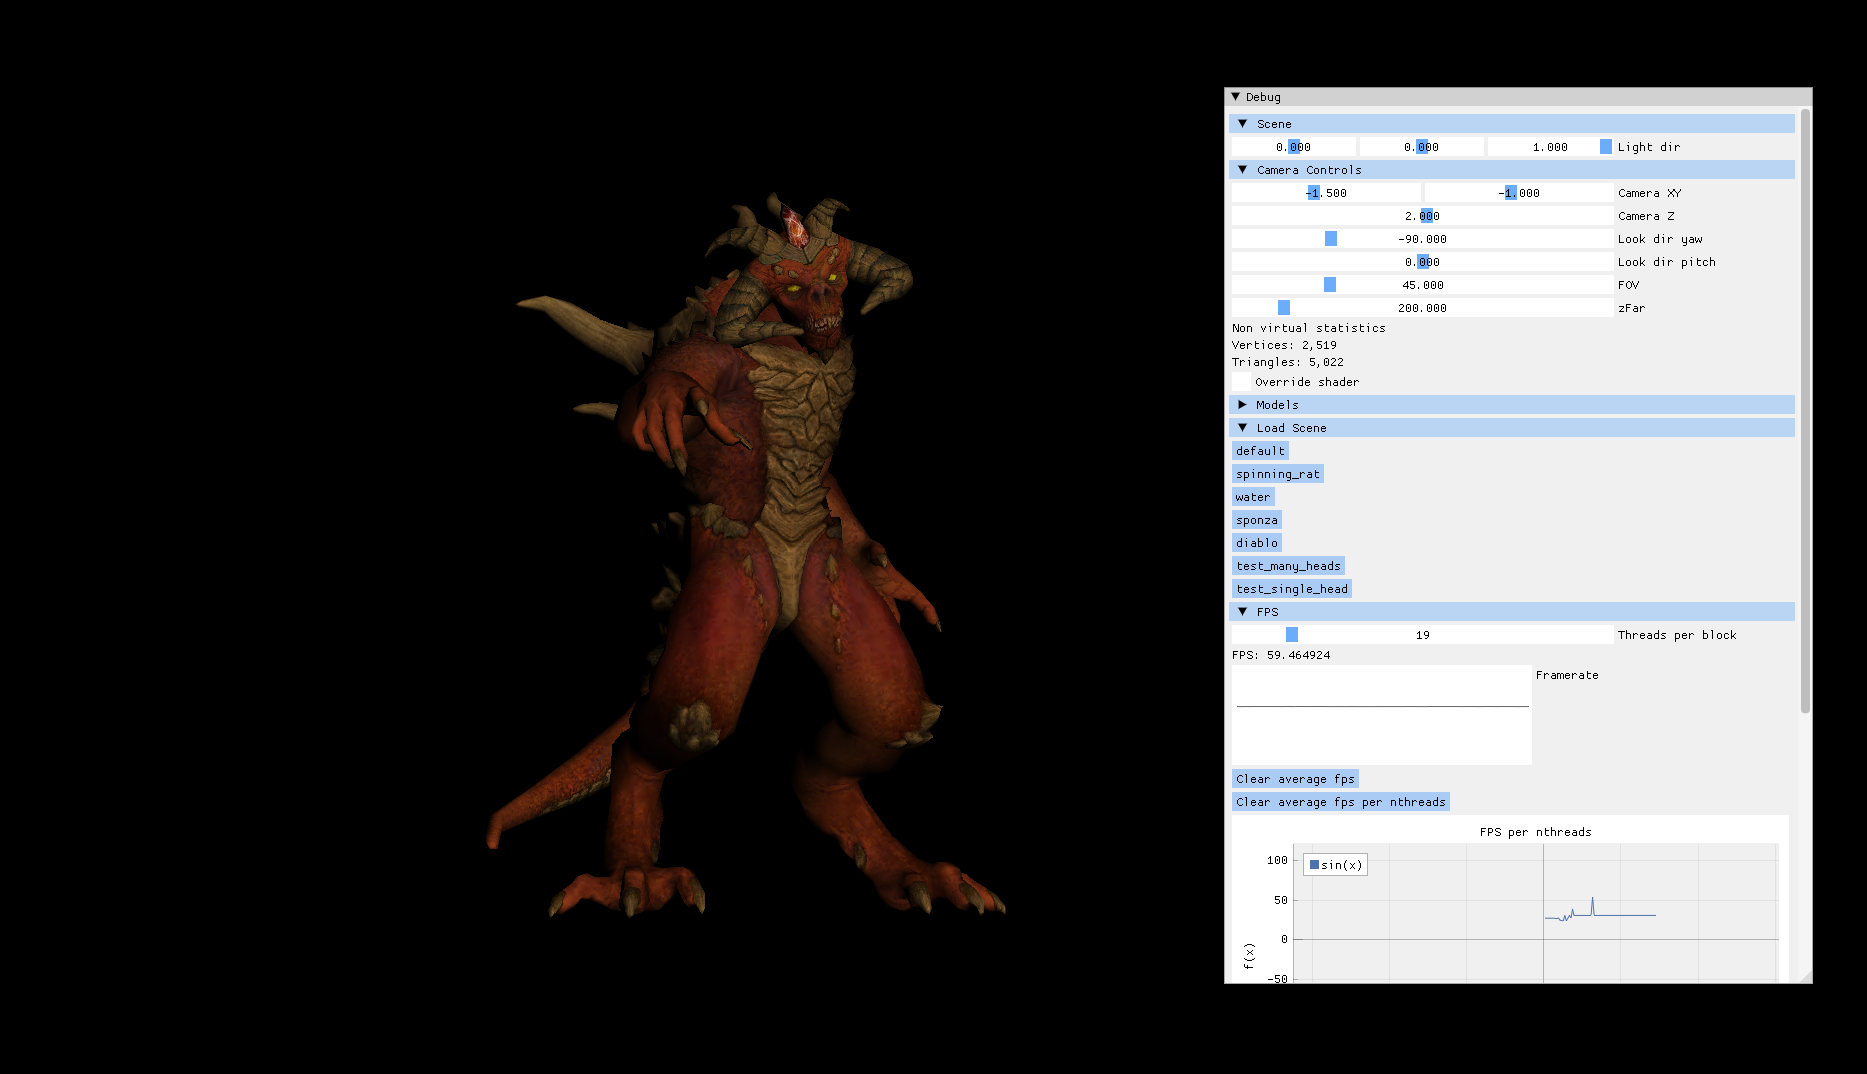 Debug
Scene
0.000 0.000 1.000 Light dir
Camera Controls
-1.500 -1.000 Camera XY
2.000 Camera Z
-90.000 Look dir yaw
0.000 Look dir pitch
45.000 FOV
200.000 zFar
Non virtual statistics
Vertices: 2,519
Triangles: 5,022
Override shader
Models
Load Scene
default
spinning_rat
water
sponza
diablo
test_many_heads
test_single_head
FPS
19 Threads per block
FPS: 59.464924
Framerate
Clear average fps
Clear average fps per nthreads
FPS per nthreads
100
sin(x)
50
0
f(x)
-50